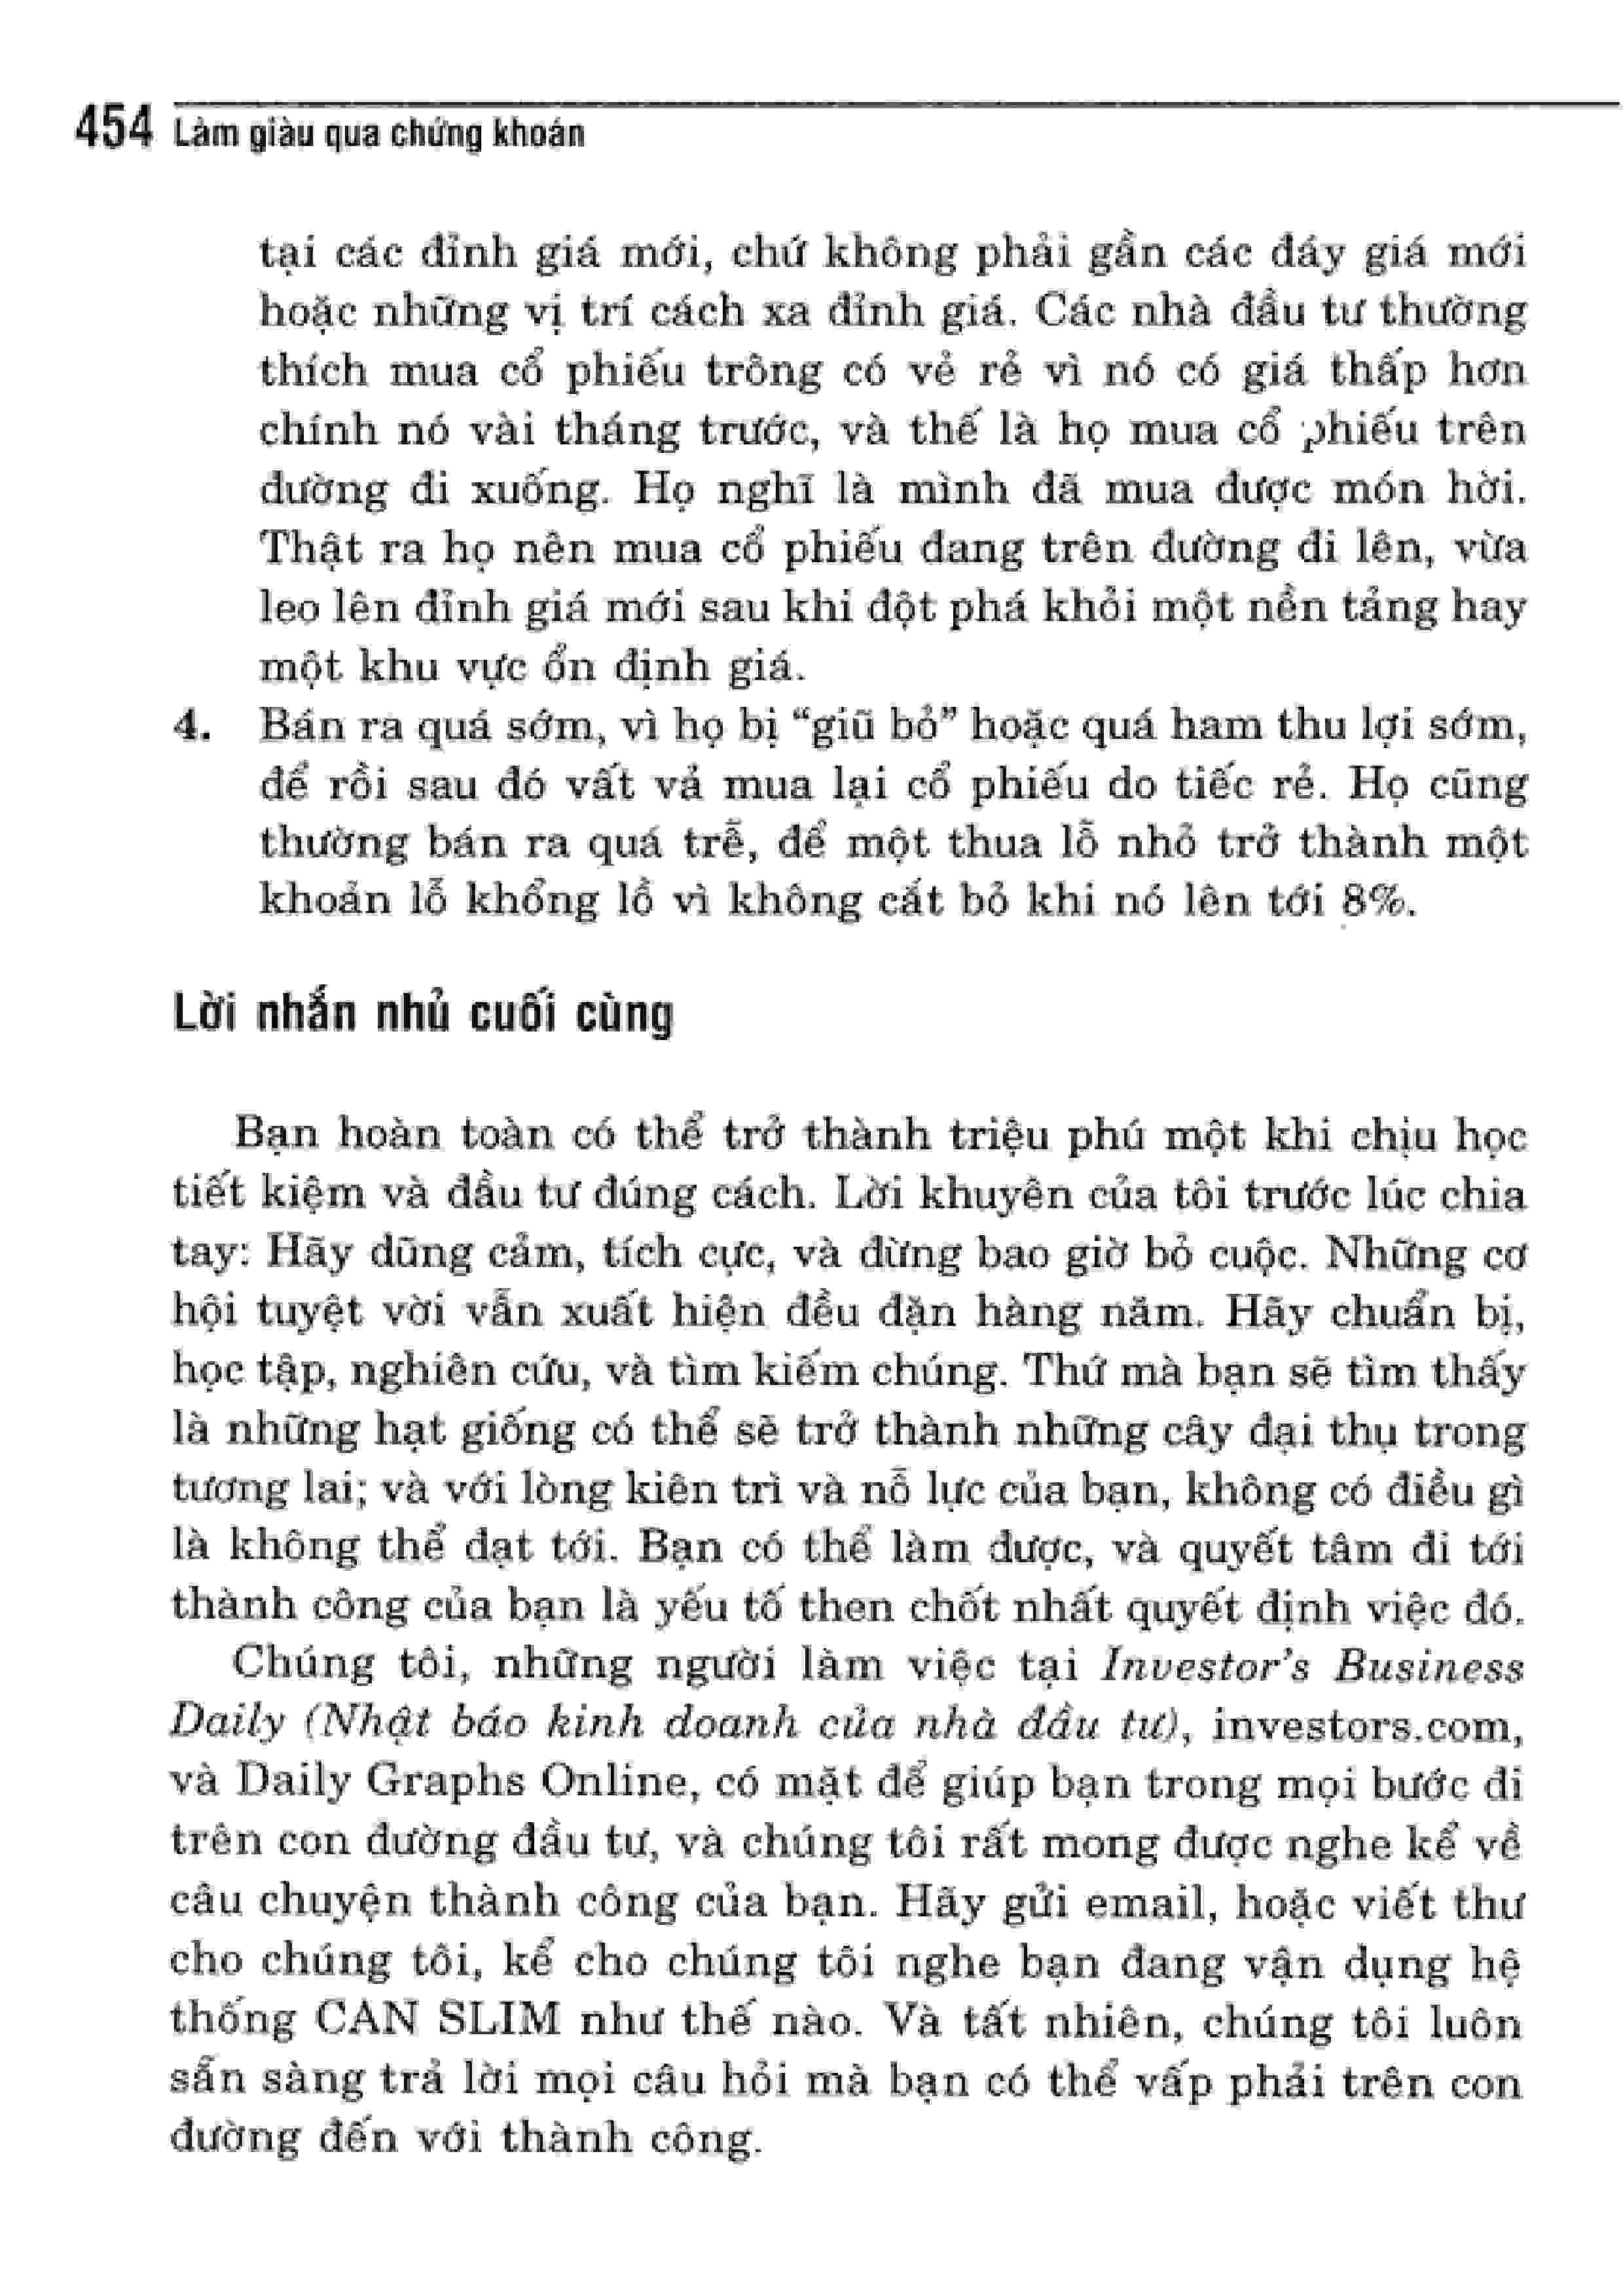 454 Làm giàu qua chứng khoán
tại các đỉnh giá mới, chứ không phải gần các đáy giá mới
hoặc những vị trí cách xa đỉnh giá. Các nhà đầu tư thường
thích mua cổ phiếu trông có vẻ rẻ vì nó có giá thấp hơn
chính nó vài tháng trước, và thế là họ mua cổ phiếu trên
đường đi xuống. Họ nghĩ là mình đã mua được món hời.
Thật ra họ nên mua cổ phiếu đang trên đường đi lên, vừa
leo lên đỉnh giá mới sau khi đột phá khỏi một nền tảng hay
một khu vực ổn định giá.
4. Bán ra quá sớm, vì họ bị “giũ bỏ” hoặc quá ham thu lợi sớm,
để rồi sau đó vất vả mua lại cổ phiếu do tiếc rẻ. Họ cũng
thường bán ra quá trễ, để một thua lỗ nhỏ trở thành một
khoản lỗ khổng lồ vì không cắt bỏ khi nó lên tới 8%.
Lời nhắn nhủ cuối cùng
Bạn hoàn toàn có thể trở thành triệu phú một khi chịu học
tiết kiệm và đầu tư đúng cách. Lời khuyên của tôi trước lúc chia
tay: Hãy dũng cảm, tích cực, và đừng bao giờ bỏ cuộc. Những cơ
hội tuyệt vời vẫn xuất hiện đều đặn hàng năm. Hãy chuẩn bị,
học tập, nghiên cứu, và tìm kiếm chúng. Thứ mà bạn sẽ tìm thấy
là những hạt giống có thể sẽ trở thành những cây đại thụ trong
tương lai; và với lòng kiên trì và nỗ lực của bạn, không có điều gì
là không thể đạt tới. Bạn có thể làm được, và quyết tâm đi tới
thành công của bạn là yếu tố then chốt nhất quyết định việc đó.
Chúng tôi, những người làm việc tại Investor’s Business
Daily (Nhật báo kinh doanh của nhà đầu tư), investors.com,
và Daily Graphs Online, có mặt để giúp bạn trong mọi bước đi
trên con đường đầu tư, và chúng tôi rất mong được nghe kể về
câu chuyện thành công của bạn. Hãy gửi email, hoặc viết thư
cho chúng tôi, kể cho chúng tôi nghe bạn đang vận dụng hệ
thống CAN SLIM như thế nào. Và tất nhiên, chúng tôi luôn
sẵn sàng trả lời mọi câu hỏi mà bạn có thể vấp phải trên con
đường đến với thành công.